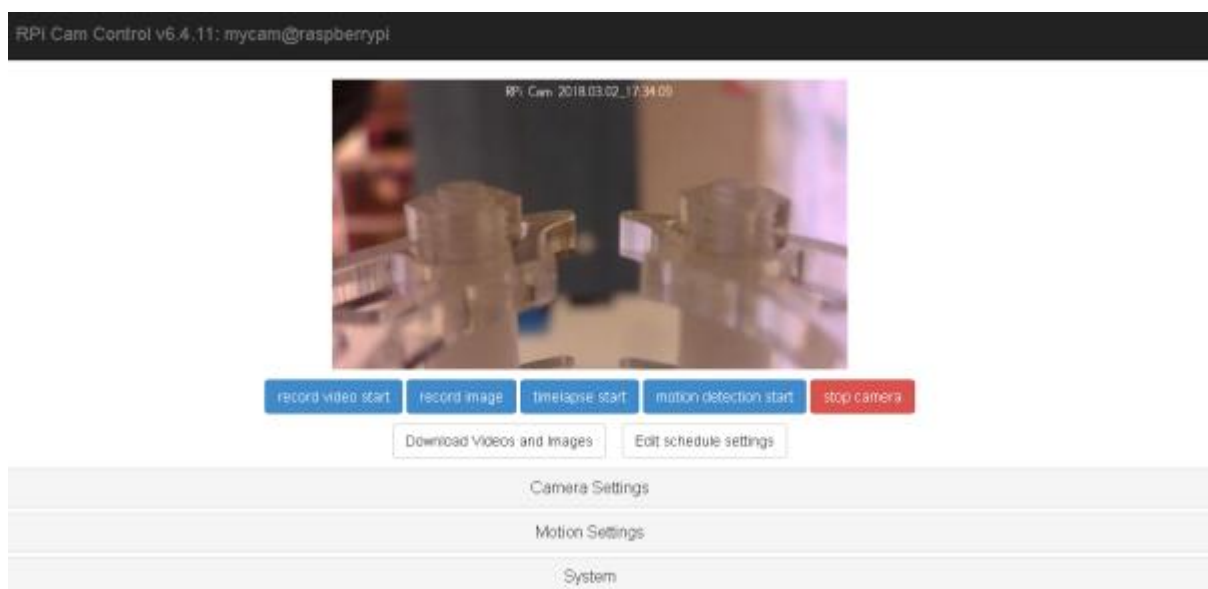 RPi Cam Control v6.4.11: mycam@raspberrypi
RPi Cam 2018.03.02_17:34:09
record video start record image timelapse start motion detection start stop camera
Download Videos and Images Edit schedule settings
Camera Settings
Motion Settings
System